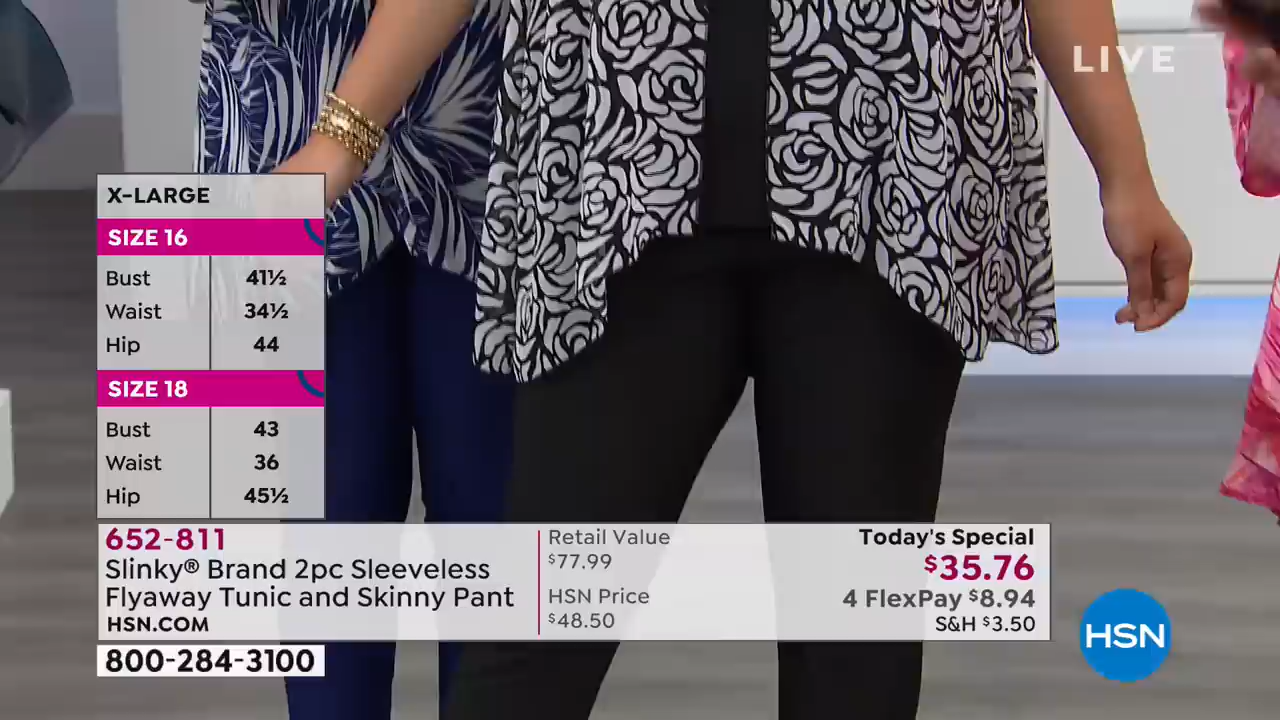 LIVE
X-LARGE
SIZE 16
Bust 41½
Waist 34½
Hip 44
SIZE 18
Bust 43
Waist 36
Hip 45½
652-811
Slinky® Brand 2pc Sleeveless
Flyaway Tunic and Skinny Pant
HSN.COM
Retail Value
$77.99
HSN Price
$48.50
Today's Special
$35.76
4 FlexPay $8.94
S&H $3.50
800-284-3100
HSN